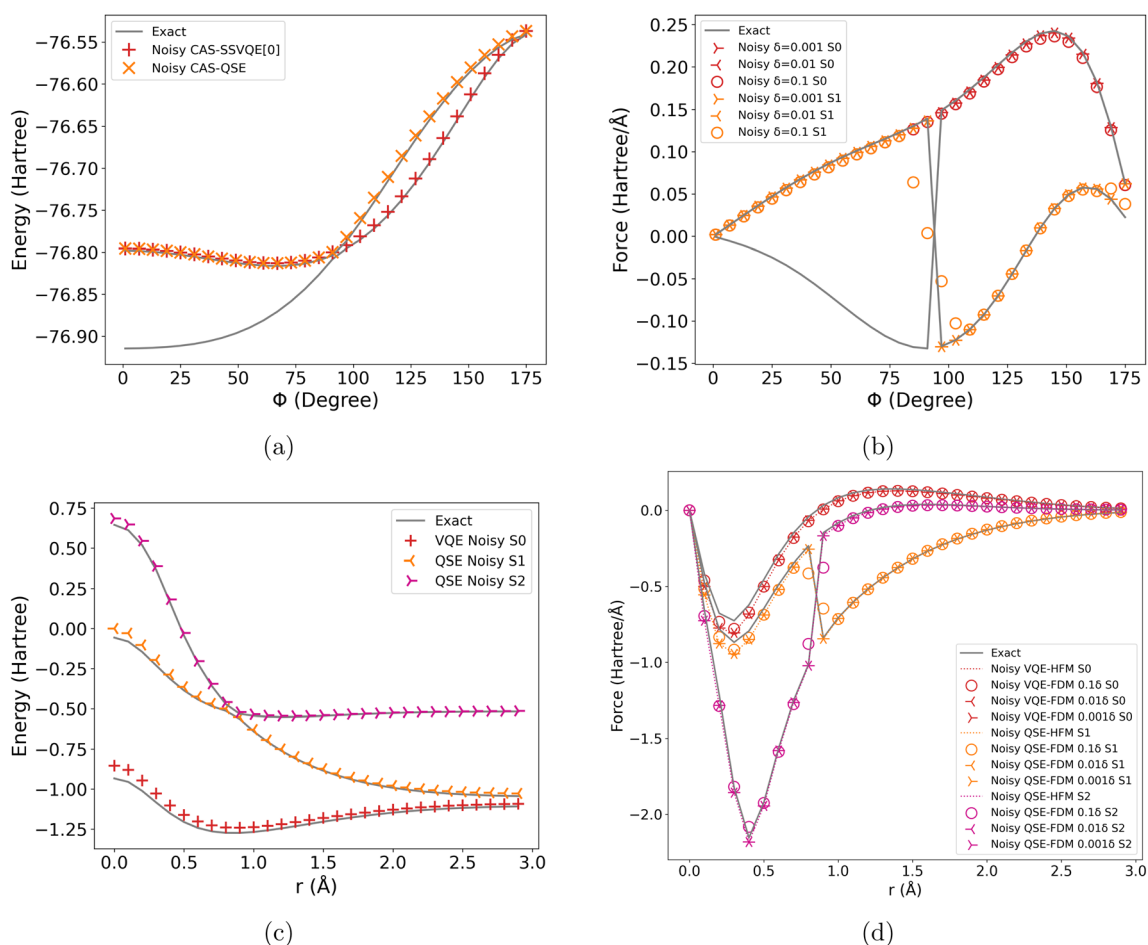 Exact
Noisy CAS-SSVQE[0]
Noisy CAS-QSE
−76.55
−76.60
−76.65
−76.70
−76.75
−76.80
−76.85
−76.90
Energy (Hartree)
0 25 50 75 100 125 150 175
Φ (Degree)
(a)
Exact
Noisy δ=0.001 S0
Noisy δ=0.01 S0
Noisy δ=0.1 S0
Noisy δ=0.001 S1
Noisy δ=0.01 S1
Noisy δ=0.1 S1
0.25
0.20
0.15
0.10
0.05
0.00
−0.05
−0.10
−0.15
Force (Hartree/Å)
0 25 50 75 100 125 150 175
Φ (Degree)
(b)
Exact
VQE Noisy S0
QSE Noisy S1
QSE Noisy S2
0.75
0.50
0.25
0.00
−0.25
−0.50
−0.75
−1.00
−1.25
Energy (Hartree)
0.0 0.5 1.0 1.5 2.0 2.5 3.0
r (Å)
(c)
0.0
−0.5
−1.0
−1.5
−2.0
Force (Hartree/Å)
Exact
Noisy VQE-HFM S0
Noisy VQE-FDM 0.1δ S0
Noisy VQE-FDM 0.01δ S0
Noisy VQE-FDM 0.001δ S0
Noisy QSE-HFM S1
Noisy QSE-FDM 0.1δ S1
Noisy QSE-FDM 0.01δ S1
Noisy QSE-FDM 0.001δ S1
Noisy QSE-HFM S2
Noisy QSE-FDM 0.1δ S2
Noisy QSE-FDM 0.01δ S2
Noisy QSE-FDM 0.001δ S2
0.0 0.5 1.0 1.5 2.0 2.5 3.0
r (Å)
(d)